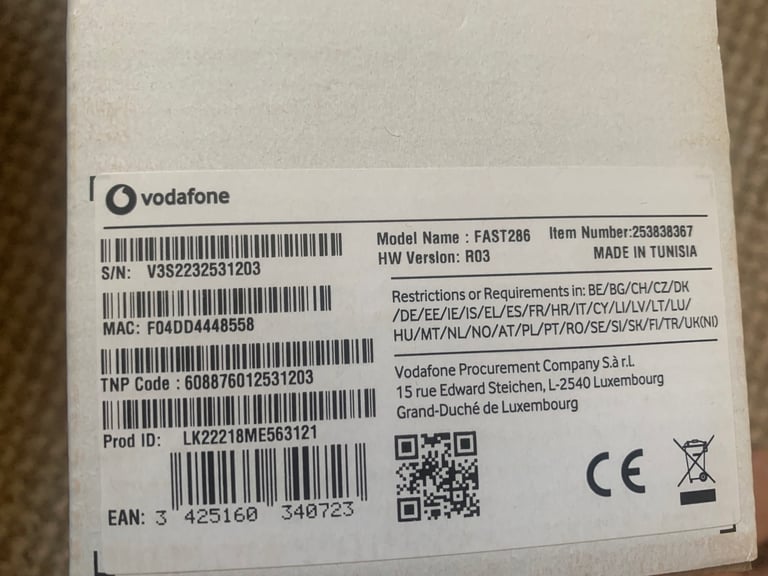 vodafone
S/N: V3S2232531203
MAC: F04DD4448558
TNP Code : 608876012531203
Prod ID: LK22218ME563121
EAN: 3 425160 340723
Model Name : FAST286 Item Number:253838367
HW Version: R03 MADE IN TUNISIA
Restrictions or Requirements in: BE/BG/CH/CZ/DK
/DE/EE/IE/IS/EL/ES/FR/HR/IT/CY/LI/LV/LT/LU/
HU/MT/NL/NO/AT/PL/PT/RO/SE/SI/SK/FI/TR/UK(NI)
Vodafone Procurement Company S.à r.l.
15 rue Edward Steichen, L-2540 Luxembourg
Grand-Duché de Luxembourg
CE